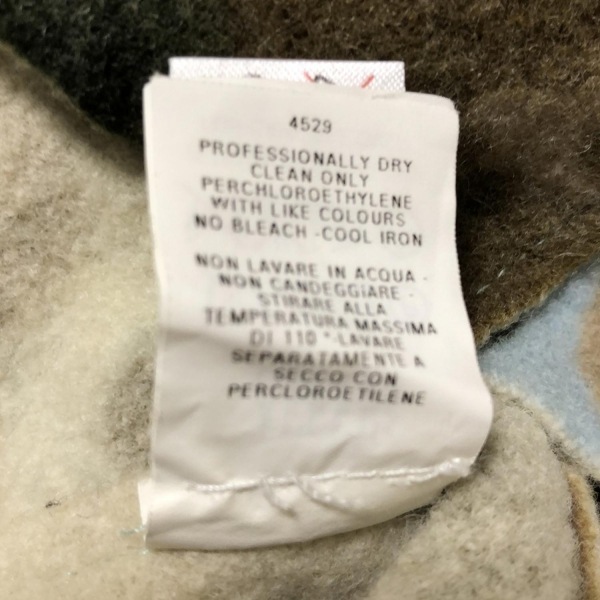 4529
PROFESSIONALLY DRY
CLEAN ONLY
PERCHLOROETHYLENE
WITH LIKE COLOURS
NO BLEACH -COOL IRON
NON LAVARE IN ACQUA -
NON CANDEGGiARE -
STIRARE ALLA
TEMPERATURA MASSIMA
DI 110 °-LAVARE
SEPARATAMENTE A
SECCO CON
PERCLOROETILENE